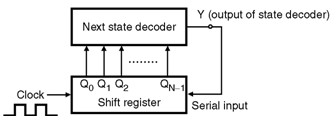 Y (output of state decoder)
Next state decoder
........
Q0 Q1 Q2 QN–1
Clock
Shift register
Serial input